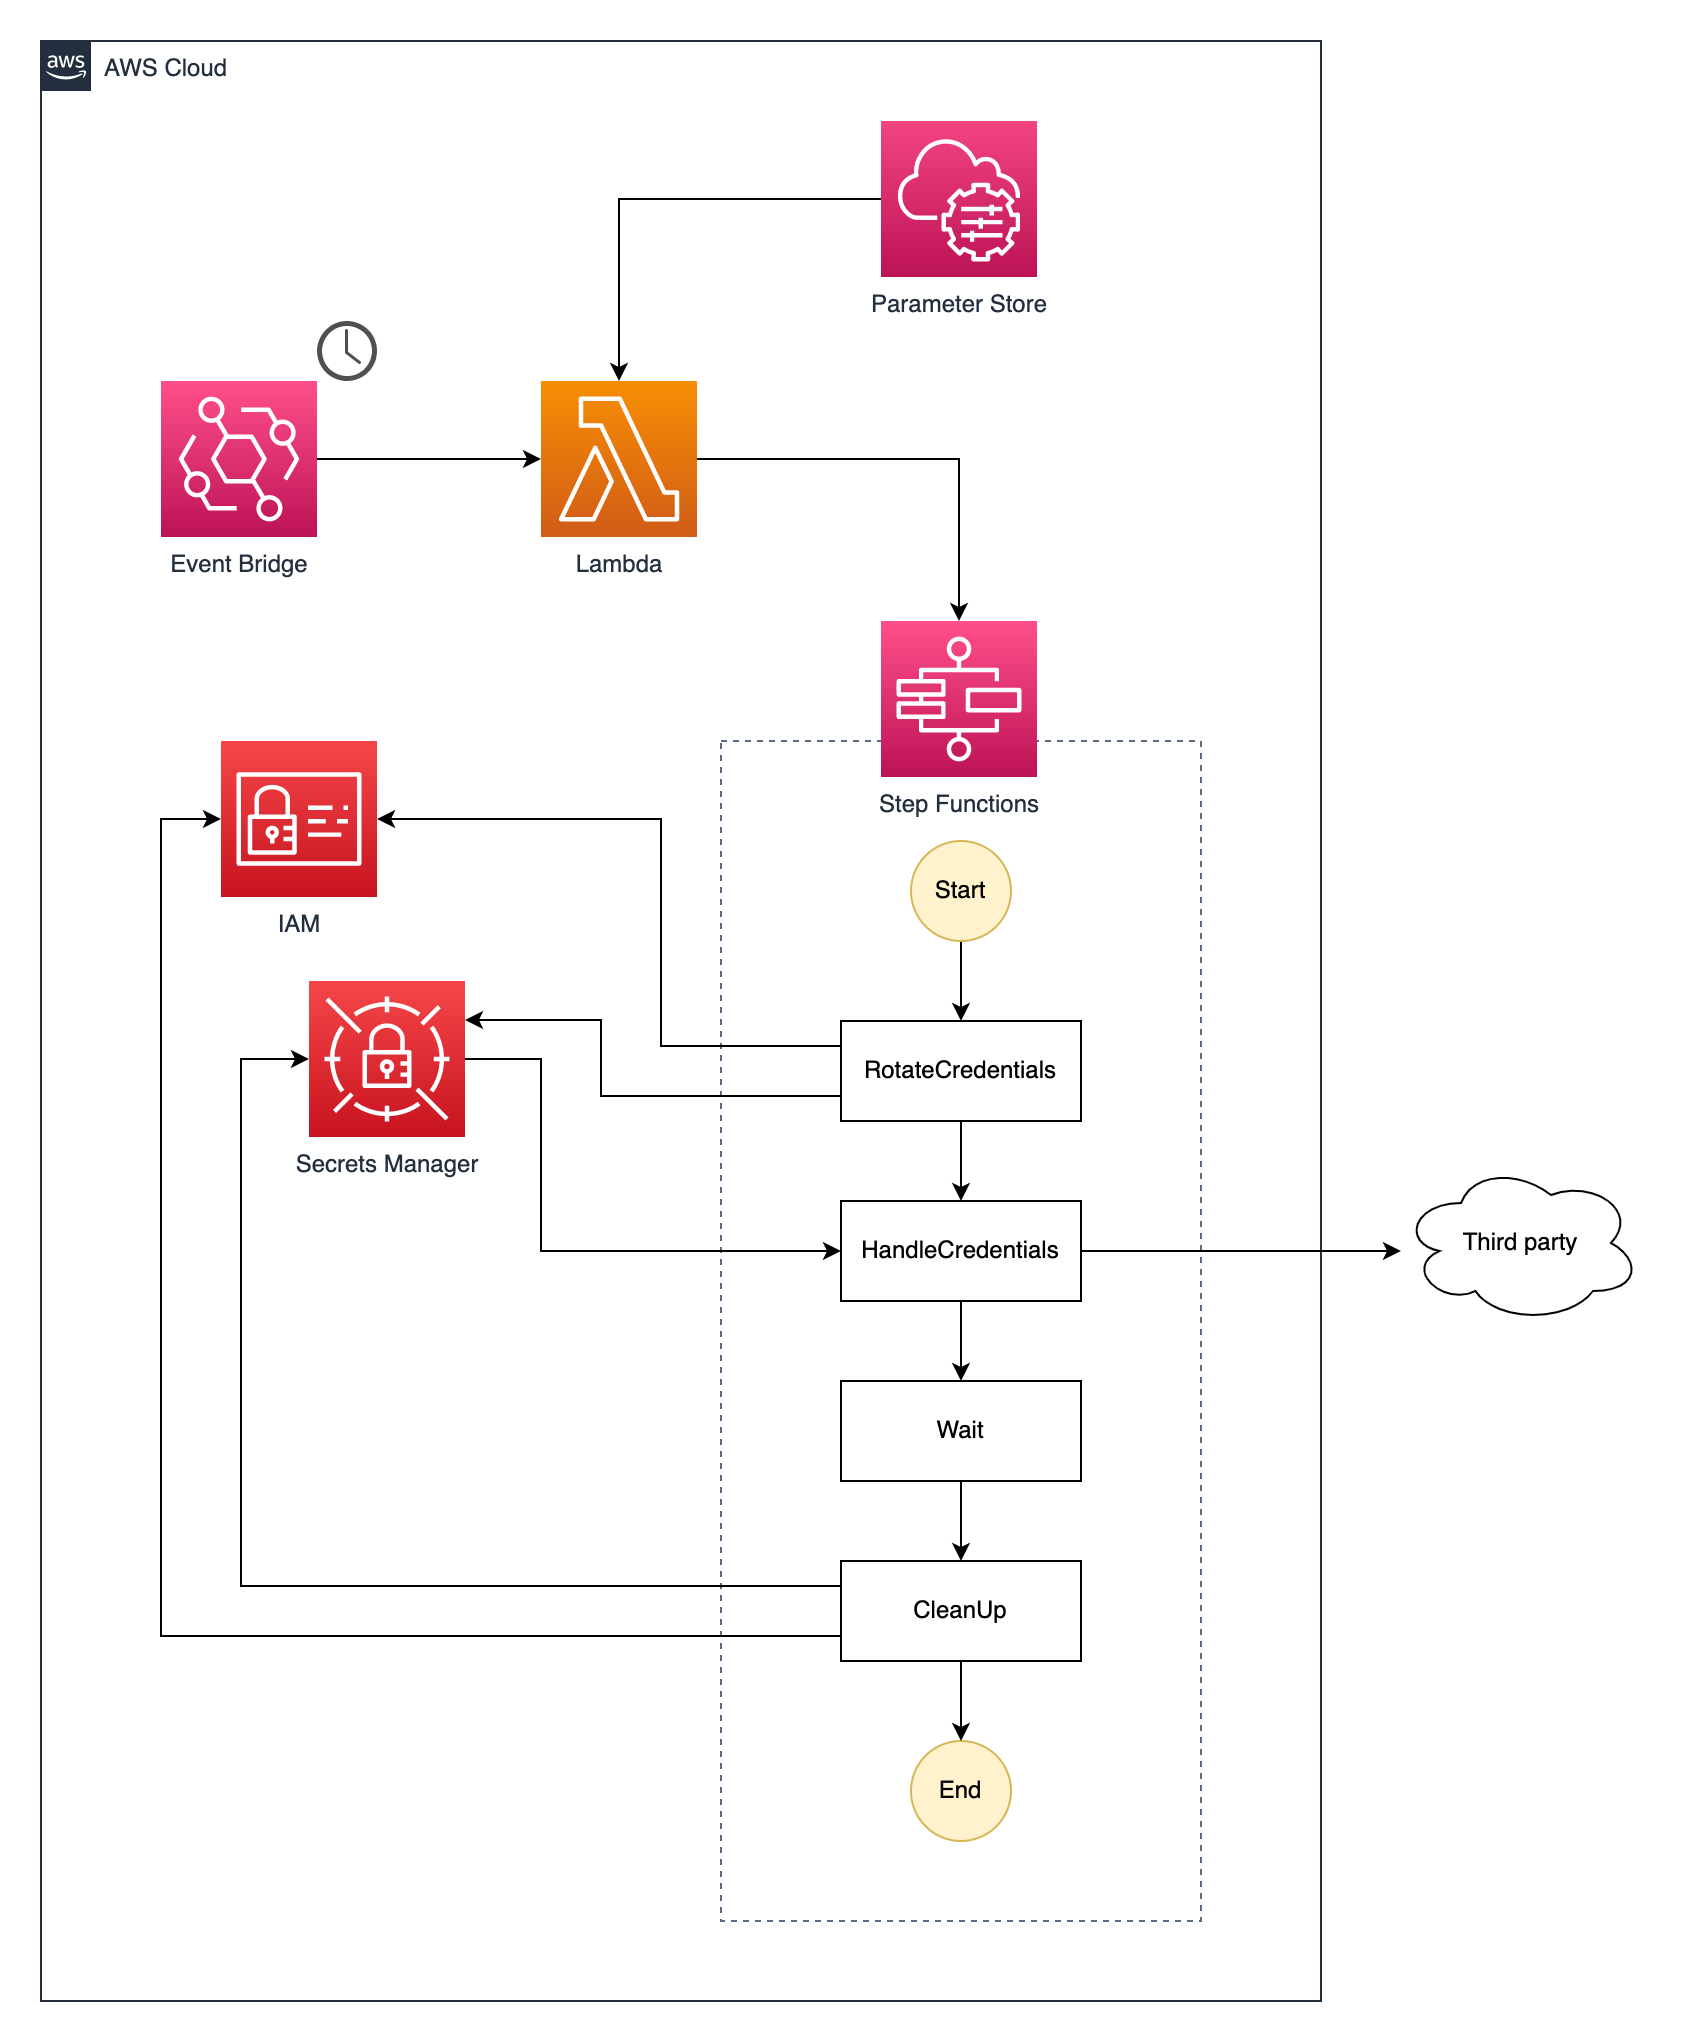 aws
AWS Cloud
Parameter Store
Event Bridge
Lambda
Step Functions
IAM
Start
RotateCredentials
Secrets Manager
HandleCredentials
Third party
Wait
CleanUp
End